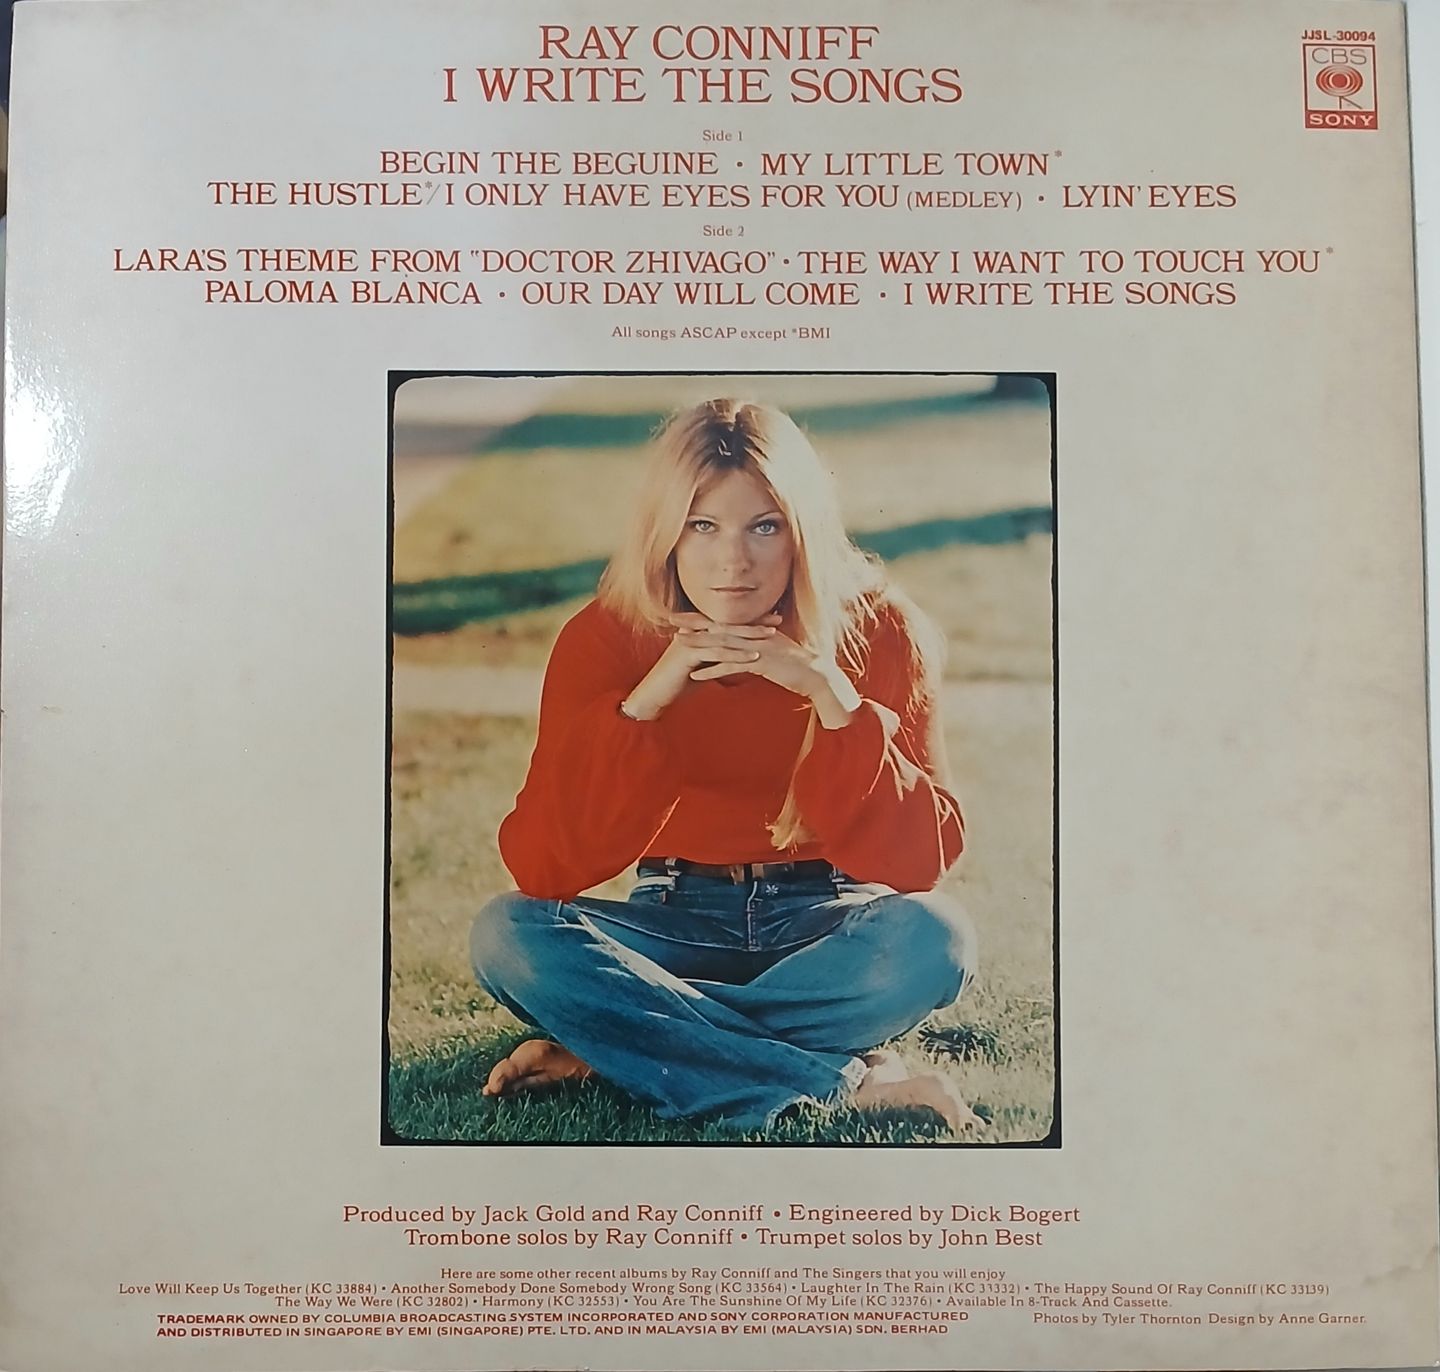 RAY CONNIFF
I WRITE THE SONGS
JJSL-30094
CBS
SONY
Side 1
BEGIN THE BEGUINE • MY LITTLE TOWN*
THE HUSTLE*/I ONLY HAVE EYES FOR YOU (MEDLEY) • LYIN' EYES
Side 2
LARA'S THEME FROM "DOCTOR ZHIVAGO" • THE WAY I WANT TO TOUCH YOU*
PALOMA BLANCA • OUR DAY WILL COME • I WRITE THE SONGS
All songs ASCAP except *BMI
Produced by Jack Gold and Ray Conniff • Engineered by Dick Bogert
Trombone solos by Ray Conniff • Trumpet solos by John Best
Here are some other recent albums by Ray Conniff and The Singers that you will enjoy
Love Will Keep Us Together (KC 33884) • Another Somebody Done Somebody Wrong Song (KC 33564) • Laughter In The Rain (KC 33332) • The Happy Sound Of Ray Conniff (KC 33139)
The Way We Were (KC 32802) • Harmony (KC 32553) • You Are The Sunshine Of My Life (KC 32376) • Available In 8-Track And Cassette.
TRADEMARK OWNED BY COLUMBIA BROADCASTING SYSTEM INCORPORATED AND SONY CORPORATION MANUFACTURED
AND DISTRIBUTED IN SINGAPORE BY EMI (SINGAPORE) PTE. LTD. AND IN MALAYSIA BY EMI (MALAYSIA) SDN. BERHAD
Photos by Tyler Thornton Design by Anne Garner.